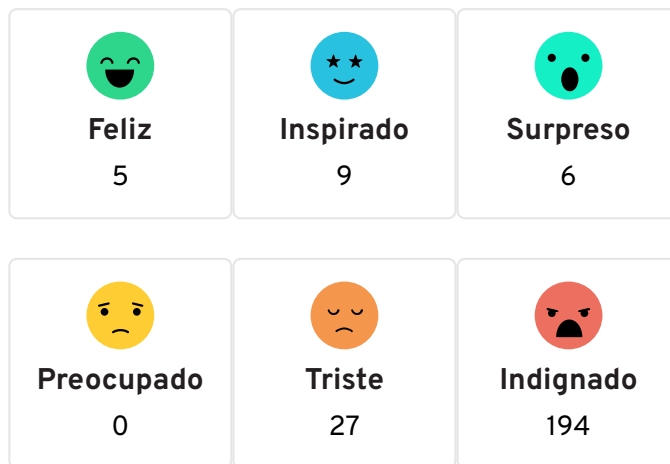 Feliz
5
Inspirado
9
Surpreso
6
Preocupado
0
Triste
27
Indignado
194